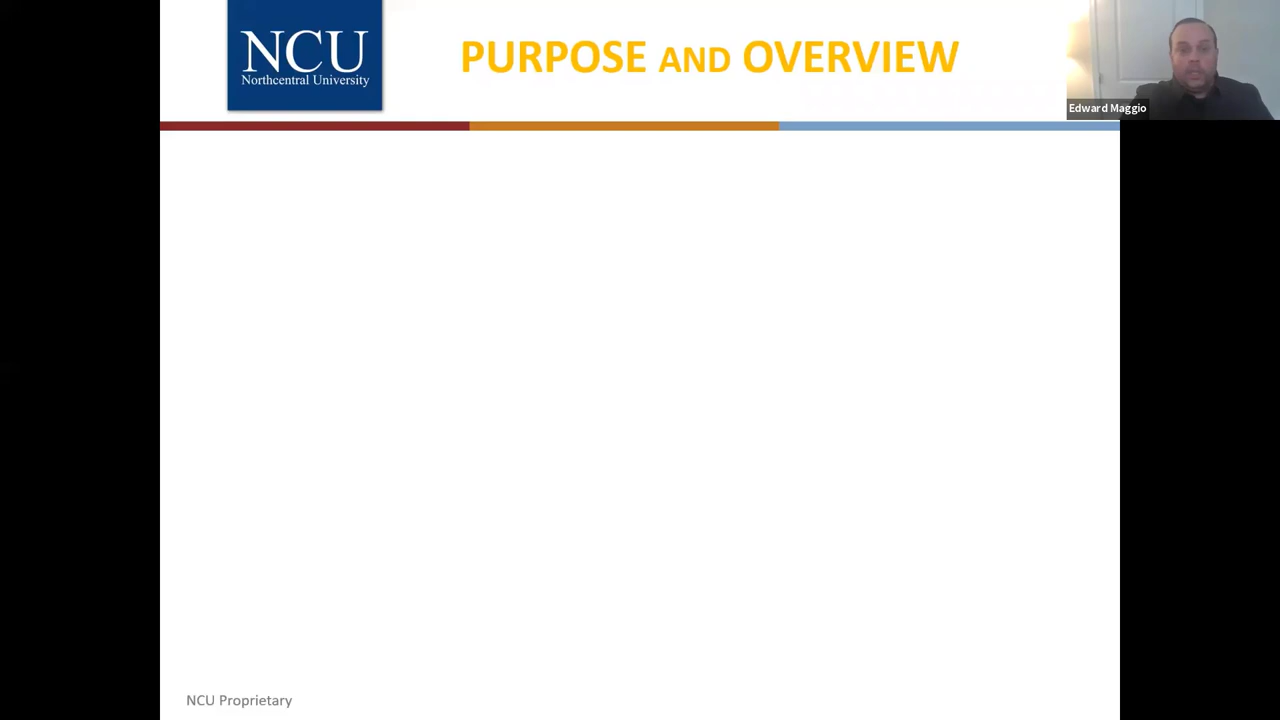 NCU
Northcentral University
PURPOSE AND OVERVIEW
Edward Maggio
NCU Proprietary